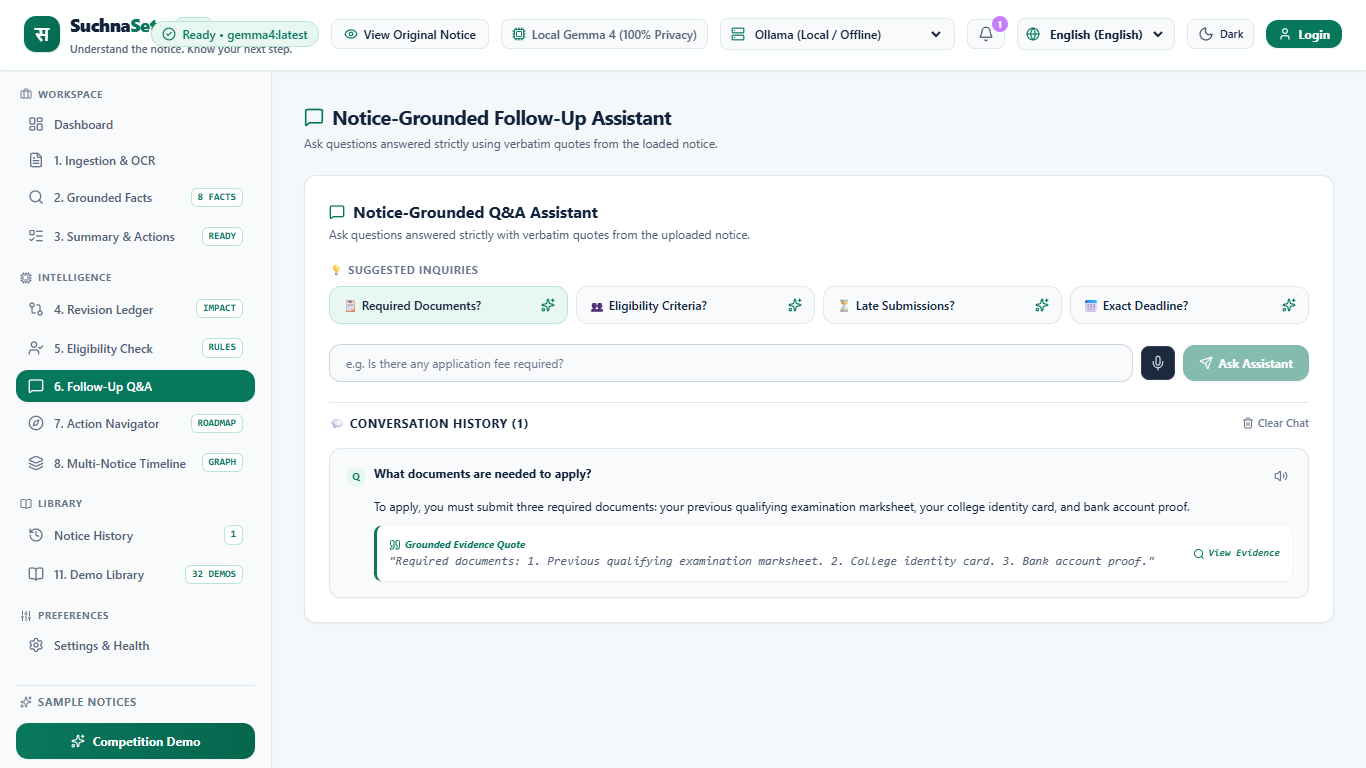 स
SuchnaSet
Understand the notice. Know your next step.
Ready • gemma4:latest
View Original Notice
Local Gemma 4 (100% Privacy)
Ollama (Local / Offline)
1
English (English)
Dark
Login
WORKSPACE
Dashboard
1. Ingestion & OCR
2. Grounded Facts
8 FACTS
3. Summary & Actions
READY
INTELLIGENCE
4. Revision Ledger
IMPACT
5. Eligibility Check
RULES
6. Follow-Up Q&A
7. Action Navigator
ROADMAP
8. Multi-Notice Timeline
GRAPH
LIBRARY
Notice History
1
11. Demo Library
32 DEMOS
PREFERENCES
Settings & Health
SAMPLE NOTICES
Competition Demo
Notice-Grounded Follow-Up Assistant
Ask questions answered strictly using verbatim quotes from the loaded notice.
Notice-Grounded Q&A Assistant
Ask questions answered strictly with verbatim quotes from the uploaded notice.
SUGGESTED INQUIRIES
Required Documents?
Eligibility Criteria?
Late Submissions?
Exact Deadline?
e.g. Is there any application fee required?
Ask Assistant
CONVERSATION HISTORY (1)
Clear Chat
Q
What documents are needed to apply?
To apply, you must submit three required documents: your previous qualifying examination marksheet, your college identity card, and bank account proof.
Grounded Evidence Quote
"Required documents: 1. Previous qualifying examination marksheet. 2. College identity card. 3. Bank account proof."
View Evidence